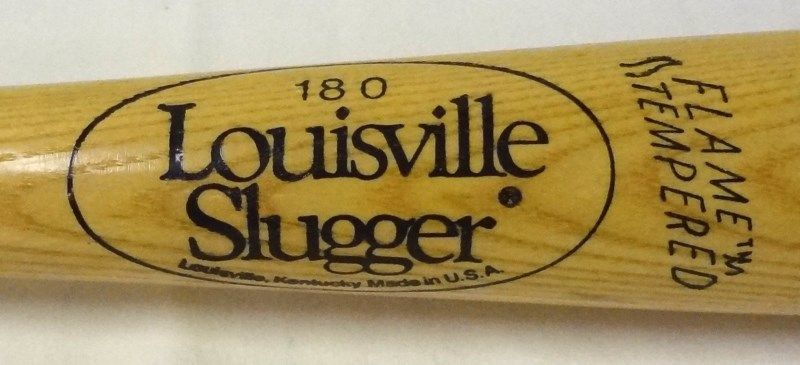 180
Louisville
Slugger®
Louisville, Kentucky Made in U.S.A.
FLAME™
TEMPERED